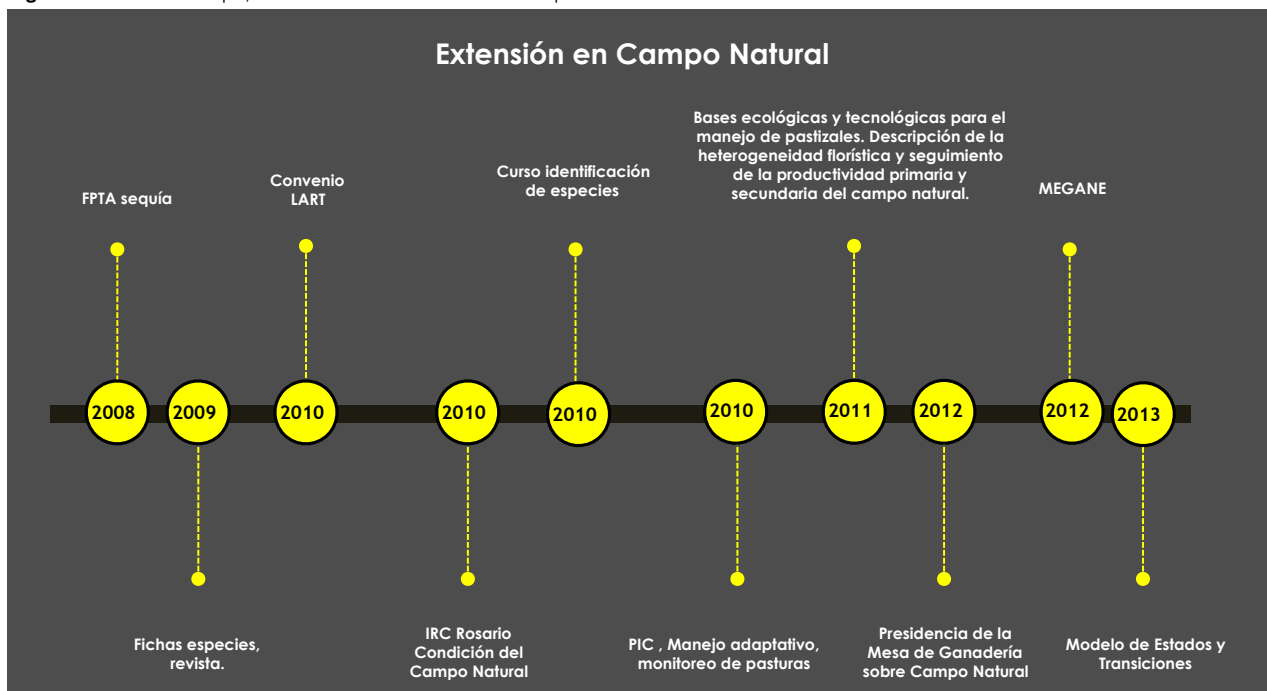 Extensión en Campo Natural
FPTA sequía
Convenio
LART
Curso identificación
de especies
Bases ecológicas y tecnológicas para el
manejo de pastizales. Descripción de la
heterogeneidad florística y seguimiento
de la productividad primaria y
secundaria del campo natural.
MEGANE
2008
2009
2010
2010
2010
2010
2011
2012
2012
2013
Fichas especies,
revista.
IRC Rosario
Condición del
Campo Natural
PIC , Manejo adaptativo,
monitoreo de pasturas
Presidencia de la
Mesa de Ganadería
sobre Campo Natural
Modelo de Estados y
Transiciones